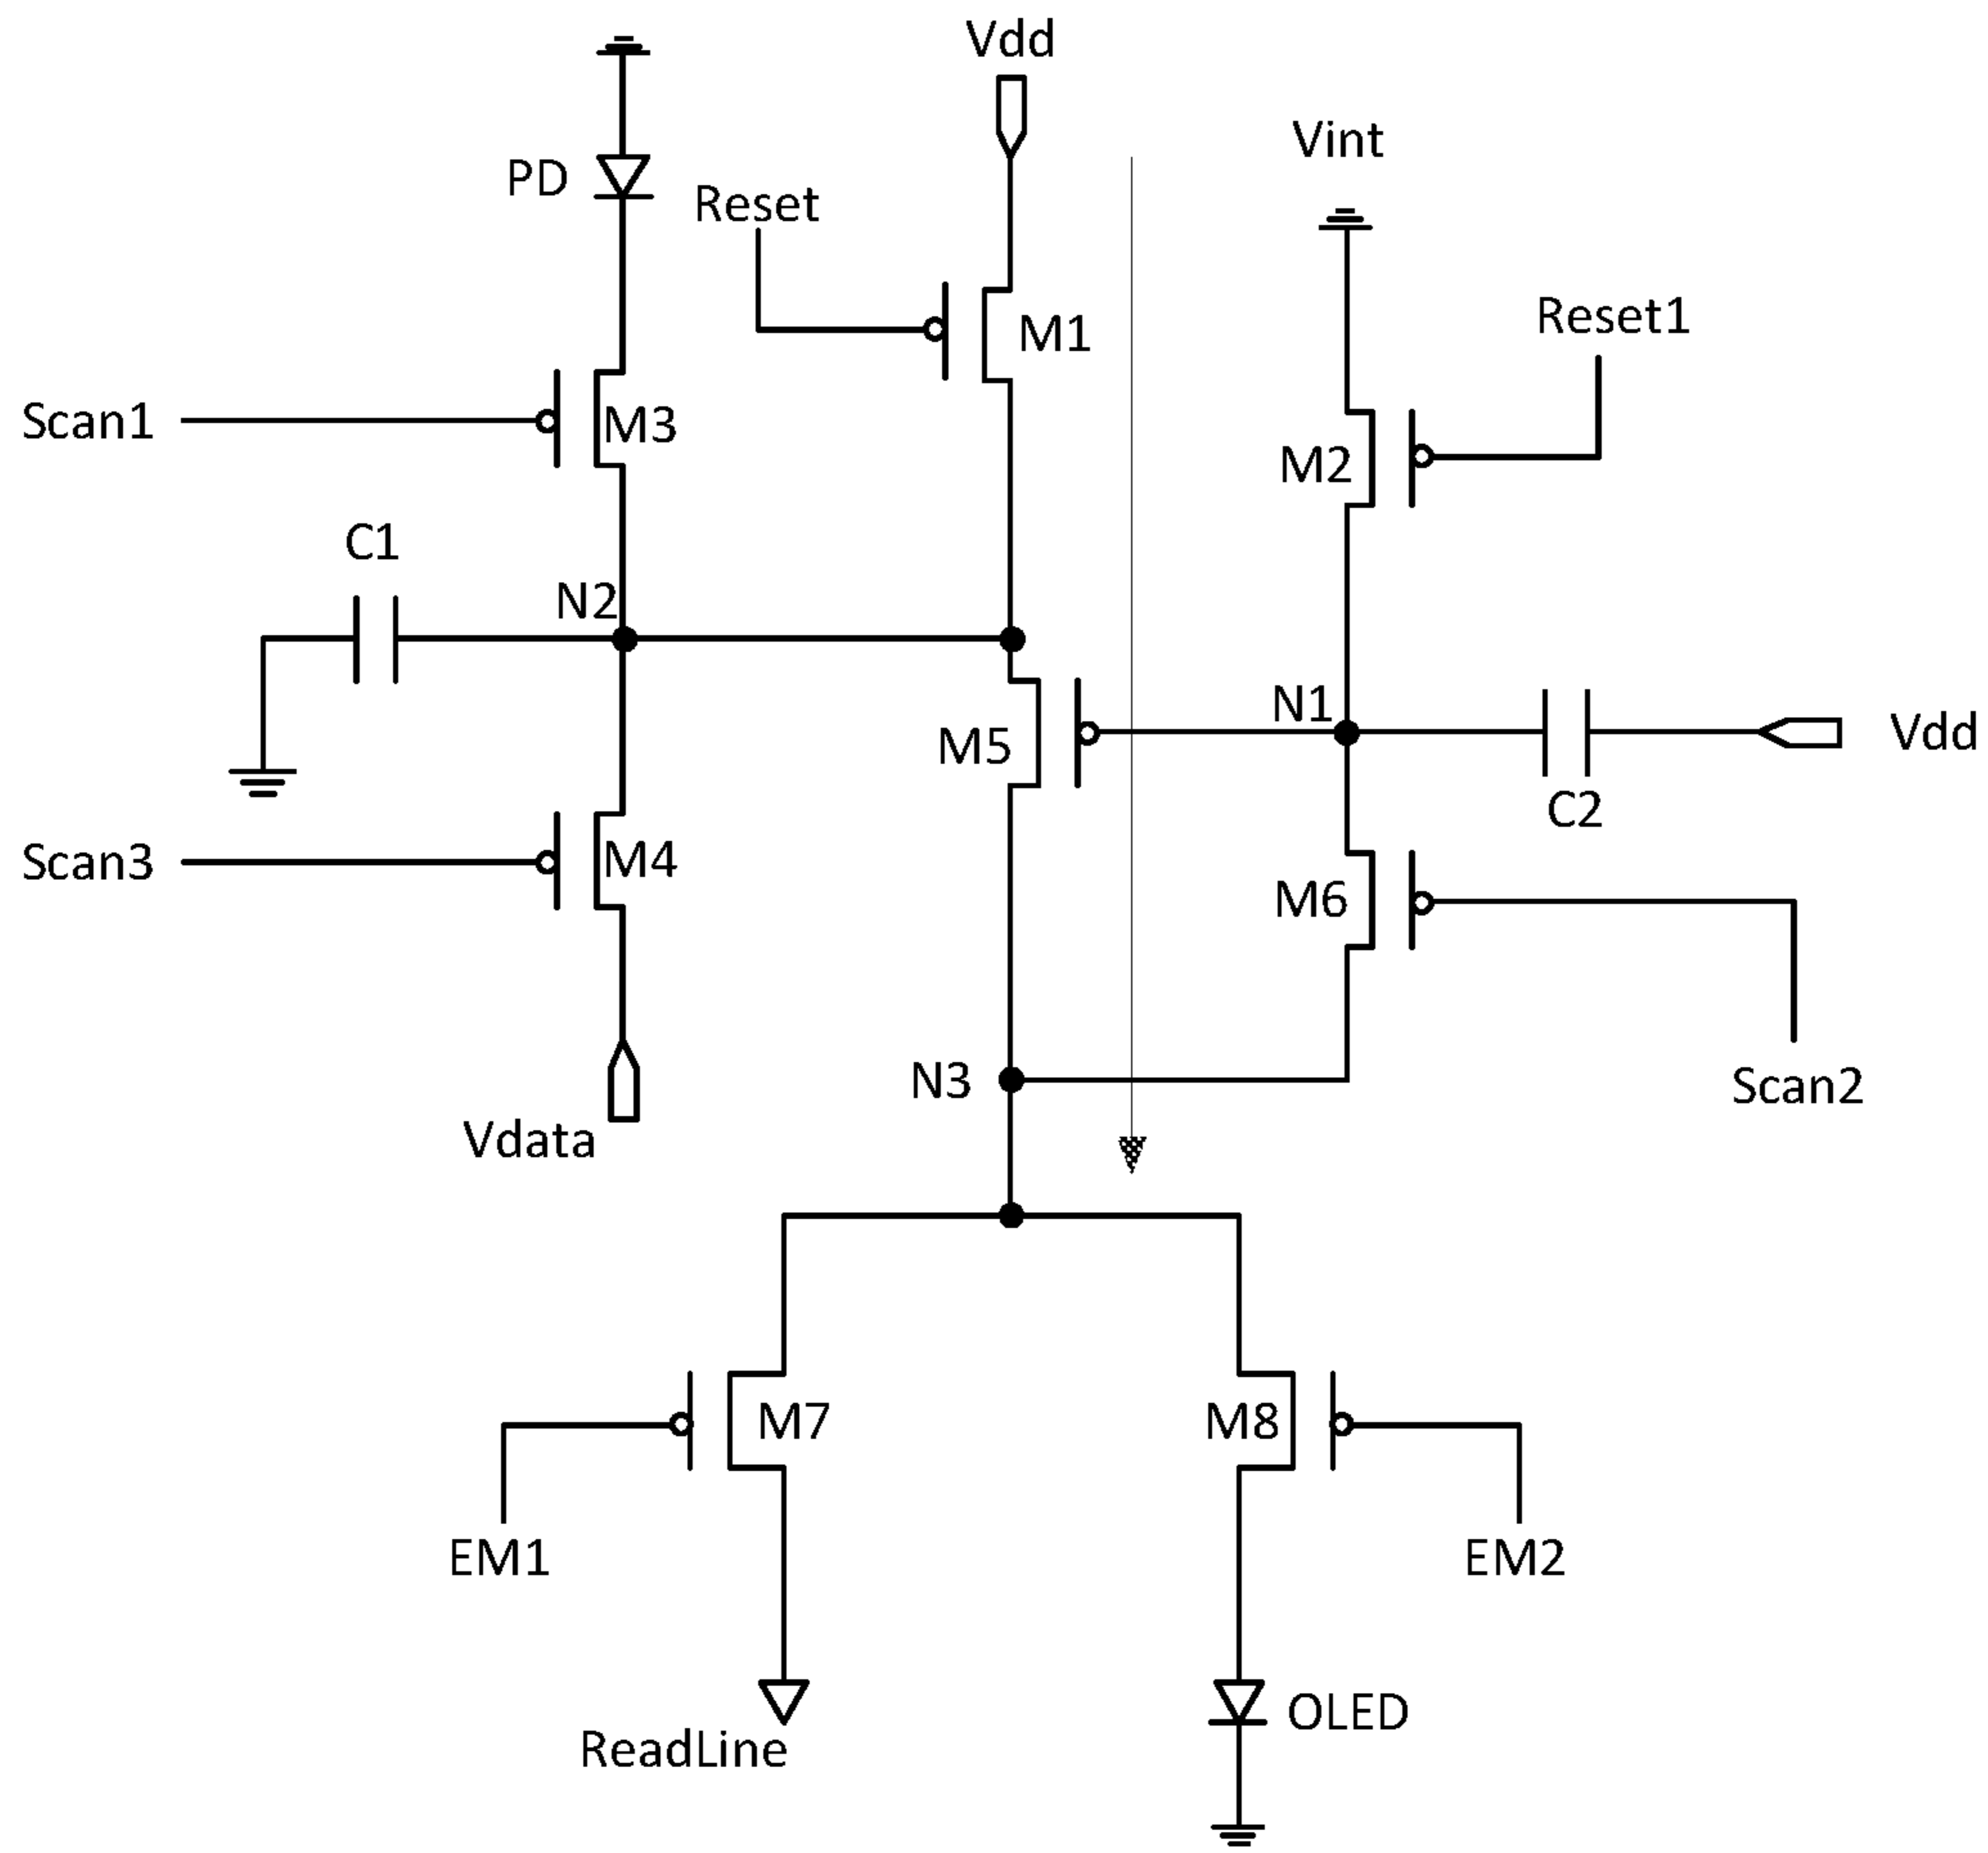 Vdd
Vint
PD
Reset
Reset1
M1
Scan1
M3
M2
C1
N2
N1
M5
Vdd
C2
Scan3
M4
M6
N3
Scan2
Vdata
M7
M8
EM1
EM2
OLED
ReadLine